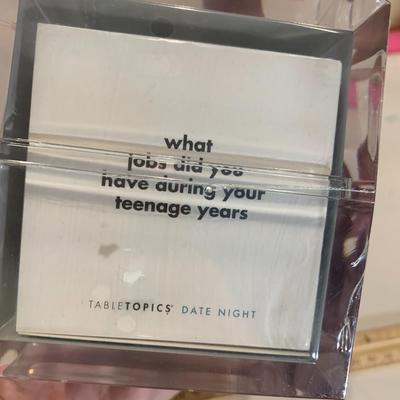 what
jobs did you
have during your
teenage years
TABLETOPICS® DATE NIGHT